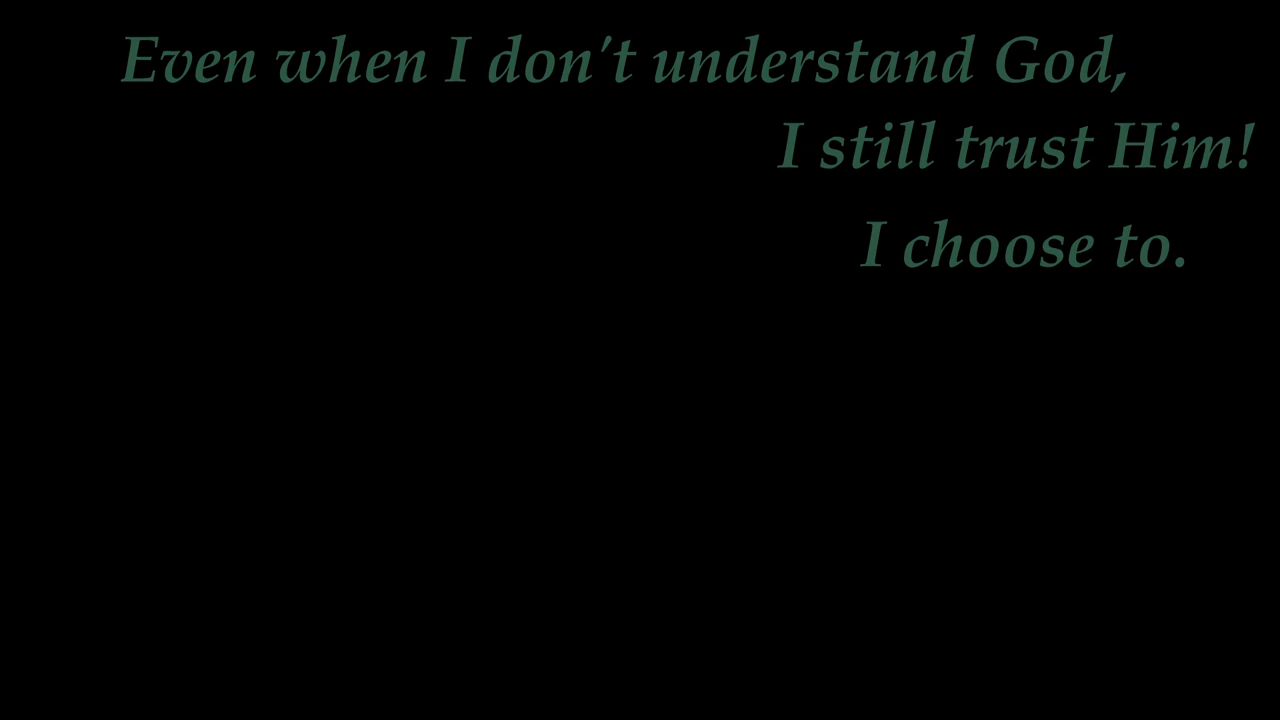 Even when I don't understand God,
I still trust Him!
I choose to.